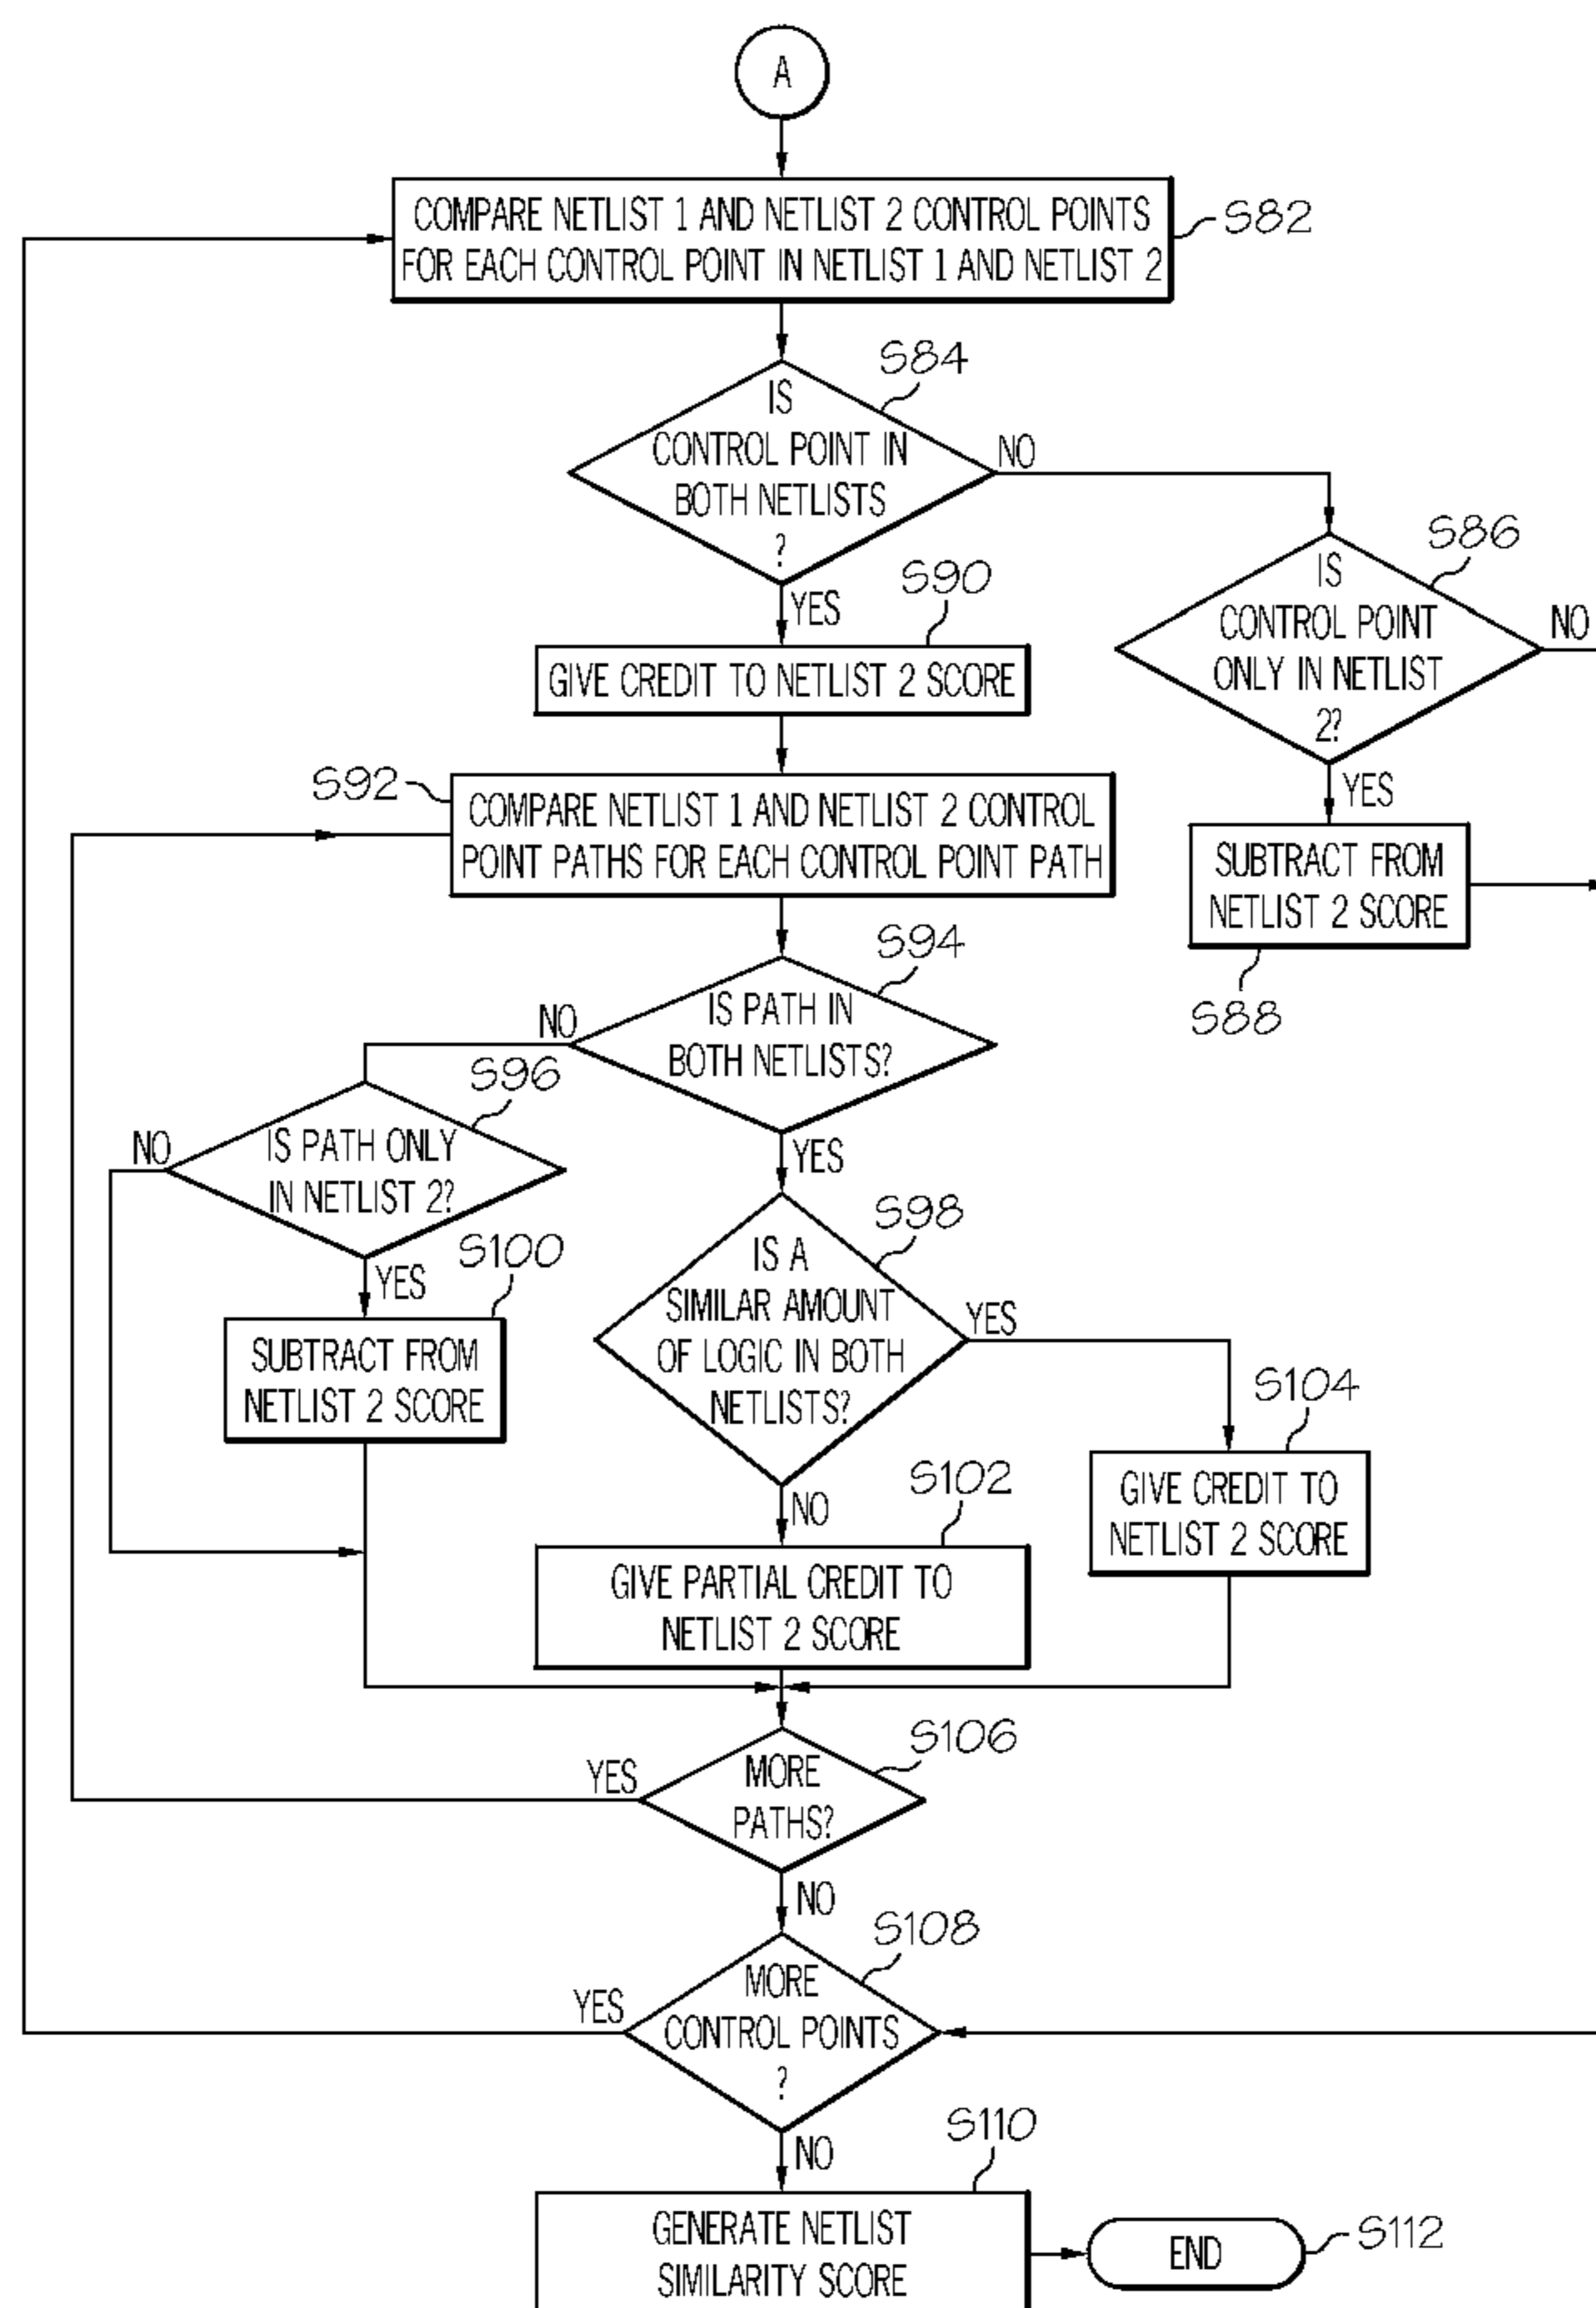 A
COMPARE NETLIST 1 AND NETLIST 2 CONTROL POINTS
FOR EACH CONTROL POINT IN NETLIST 1 AND NETLIST 2
S82
S84
IS
CONTROL POINT IN
BOTH NETLISTS
?
NO
YES
S86
IS
CONTROL POINT
ONLY IN NETLIST
2?
NO
YES
S90
GIVE CREDIT TO NETLIST 2 SCORE
SUBTRACT FROM
NETLIST 2 SCORE
S88
S92
COMPARE NETLIST 1 AND NETLIST 2 CONTROL
POINT PATHS FOR EACH CONTROL POINT PATH
S94
IS PATH IN
BOTH NETLISTS?
NO
YES
S96
IS PATH ONLY
IN NETLIST 2?
NO
YES
S100
SUBTRACT FROM
NETLIST 2 SCORE
S98
IS A
SIMILAR AMOUNT
OF LOGIC IN BOTH
NETLISTS?
YES
NO
S104
GIVE CREDIT TO
NETLIST 2 SCORE
S102
GIVE PARTIAL CREDIT TO
NETLIST 2 SCORE
S106
MORE
PATHS?
YES
NO
S108
MORE
CONTROL POINTS
?
YES
NO
S110
GENERATE NETLIST
SIMILARITY SCORE
END
S112